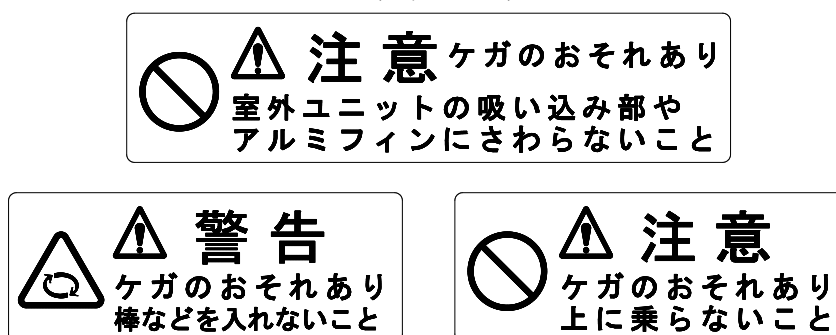 注意 ケガのおそれあり
室外ユニットの吸い込み部や
アルミフィンにさわらないこと
警告
ケガのおそれあり
棒などを入れないこと
注意
ケガのおそれあり
上に乗らないこと